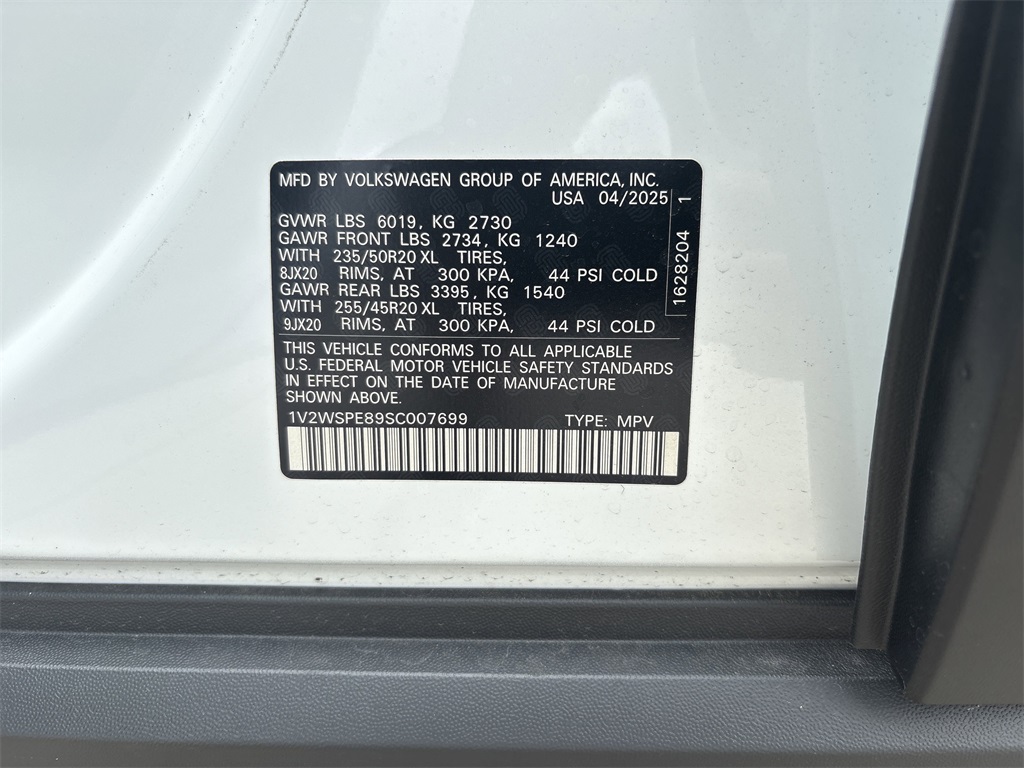 MFD BY VOLKSWAGEN GROUP OF AMERICA, INC.
USA 04/2025
GVWR LBS 6019, KG 2730
GAWR FRONT LBS 2734, KG 1240
WITH 235/50R20 XL TIRES,
8JX20 RIMS, AT 300 KPA, 44 PSI COLD
GAWR REAR LBS 3395, KG 1540
WITH 255/45R20 XL TIRES,
9JX20 RIMS, AT 300 KPA, 44 PSI COLD
1628204 1
THIS VEHICLE CONFORMS TO ALL APPLICABLE
U.S. FEDERAL MOTOR VEHICLE SAFETY STANDARDS
IN EFFECT ON THE DATE OF MANUFACTURE
SHOWN ABOVE.
1V2WSPE89SC007699 TYPE: MPV